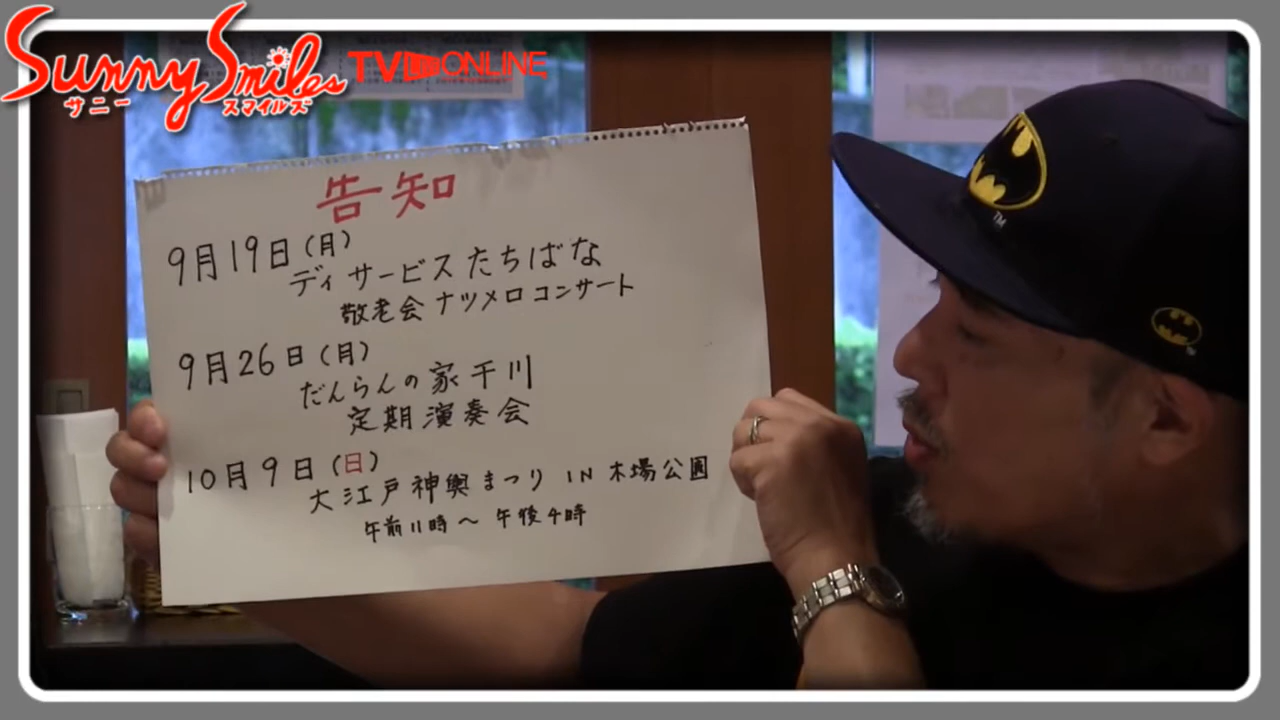 Sunny Smiles
サニー スマイルズ
TV LIVE ONLINE
TM
告知
9月19日(月)
ディサービスたちばな
敬老会ナツメロコンサート
9月26日(月)
だんらんの家千川
定期演奏会
10月9日(日)
大江戸神輿まつり IN 木場公園
午前11時〜午後4時